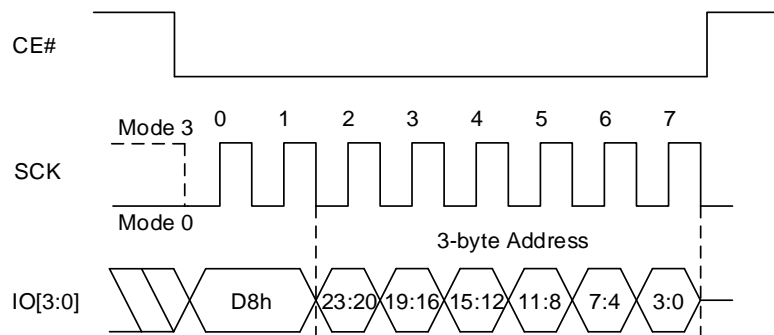 CE#
Mode 3
0 1 2 3 4 5 6 7
SCK
Mode 0
3-byte Address
IO[3:0]
D8h 23:20 19:16 15:12 11:8 7:4 3:0